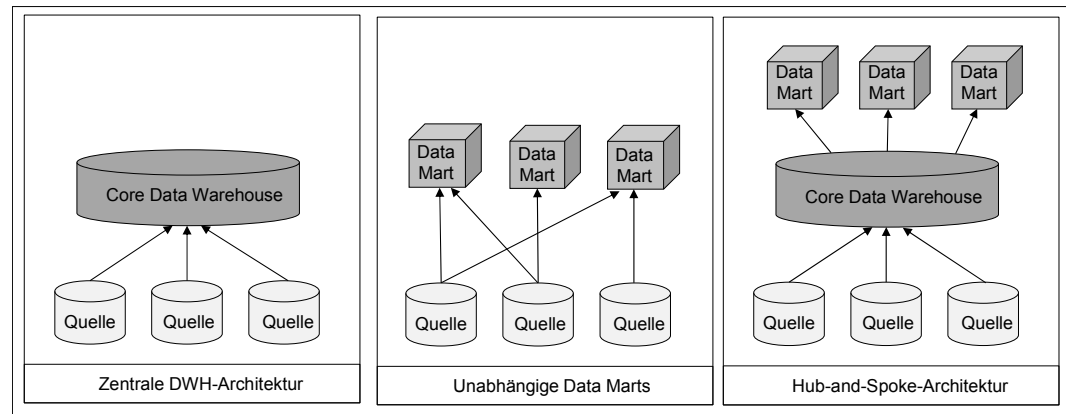 Core Data Warehouse
Quelle
Quelle
Quelle
Zentrale DWH-Architektur
Data
Mart
Data
Mart
Data
Mart
Quelle
Quelle
Quelle
Unabhängige Data Marts
Data
Mart
Data
Mart
Data
Mart
Core Data Warehouse
Quelle
Quelle
Quelle
Hub-and-Spoke-Architektur